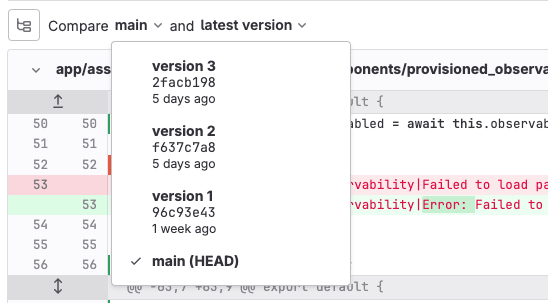 Compare main and latest version
app/ass
ponents/provisioned_observa
version 3
2facb198
5 days ago
version 2
f637c7a8
5 days ago
version 1
96c93e43
1 week ago
main (HEAD)
ault {
50 50 abled = await this.observab
51 51
52 52
53 rvability|Failed to load pa
53 rvability|Error: Failed to
54 54
55 55
56 56
@@ -63,7 +63,9 @@ export default {